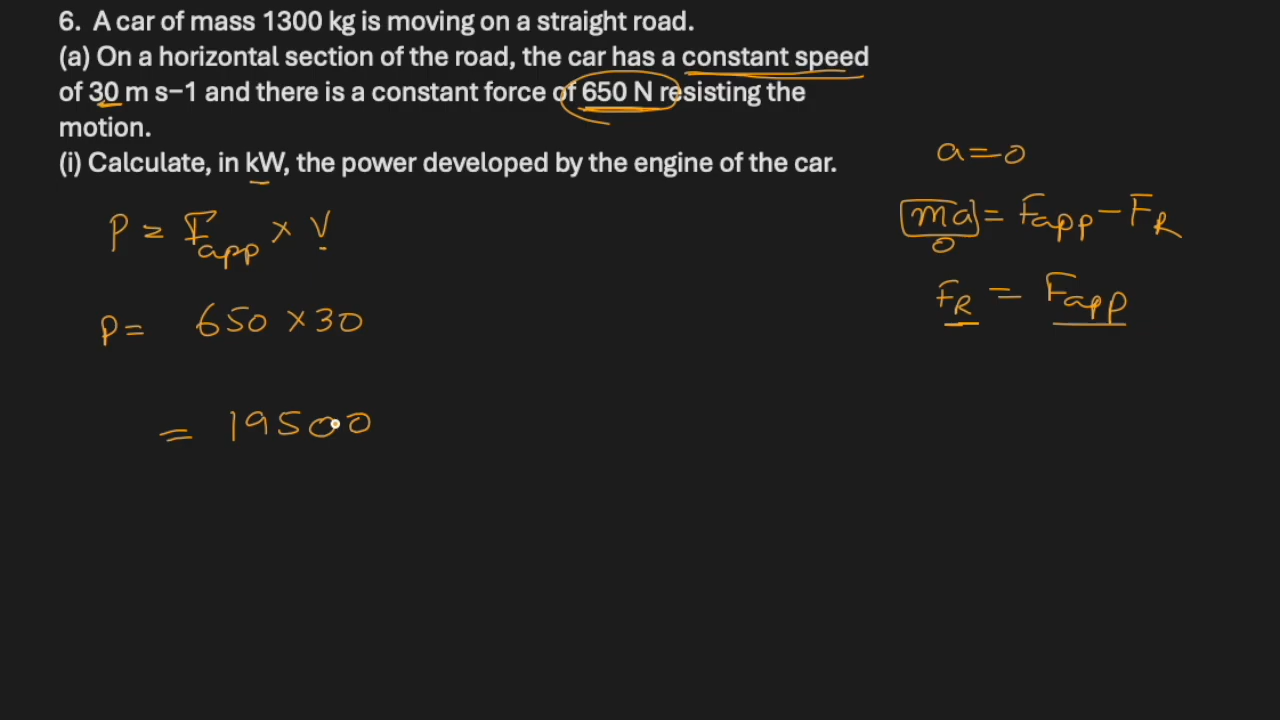 6. A car of mass 1300 kg is moving on a straight road.
(a) On a horizontal section of the road, the car has a constant speed
of 30 m s−1 and there is a constant force of 650 N resisting the
motion.
(i) Calculate, in kW, the power developed by the engine of the car.
P = Fapp × V
P = 650 × 30
= 19500
a = 0
ma = Fapp − FR
0
FR = Fapp